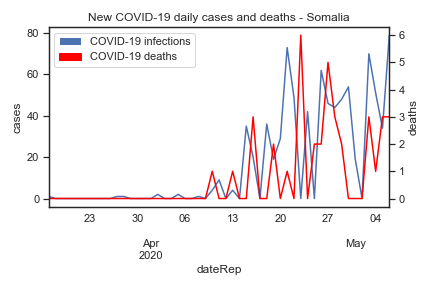 New COVID-19 daily cases and deaths - Somalia
COVID-19 infections
COVID-19 deaths
cases
80
60
40
20
0
deaths
6
5
4
3
2
1
0
23 30 06 13 20 27 04
Apr May
2020
dateRep